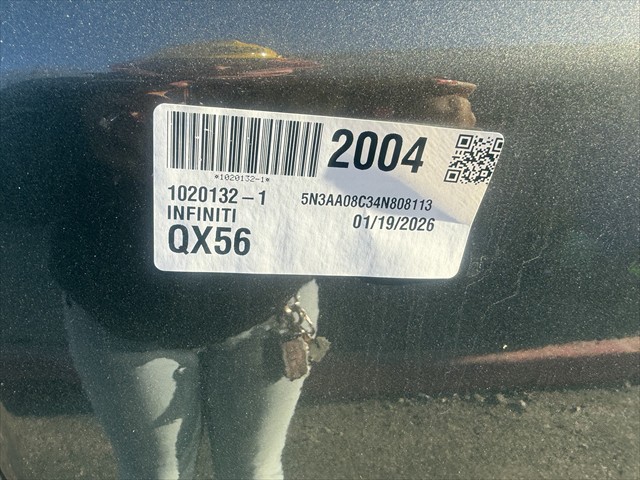 2004
*1020132-1*
1020132-1 5N3AA08C34N808113
INFINITI 01/19/2026
QX56